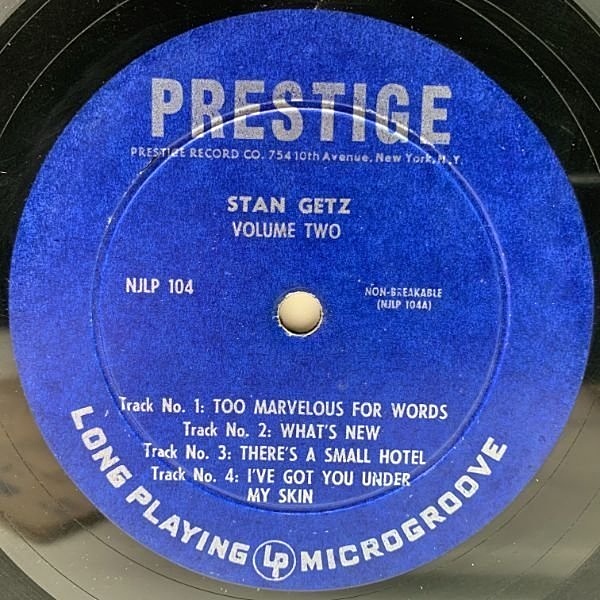 PRESTIGE
PRESTIGE RECORD CO. 754 10th Avenue, New York, N.Y.
STAN GETZ
VOLUME TWO
NJLP 104
NON-BREAKABLE
(NJLP 104A)
Track No. 1: TOO MARVELOUS FOR WORDS
Track No. 2: WHAT'S NEW
Track No. 3: THERE'S A SMALL HOTEL
Track No. 4: I'VE GOT YOU UNDER
MY SKIN
LONG PLAYING LP MICROGROOVE